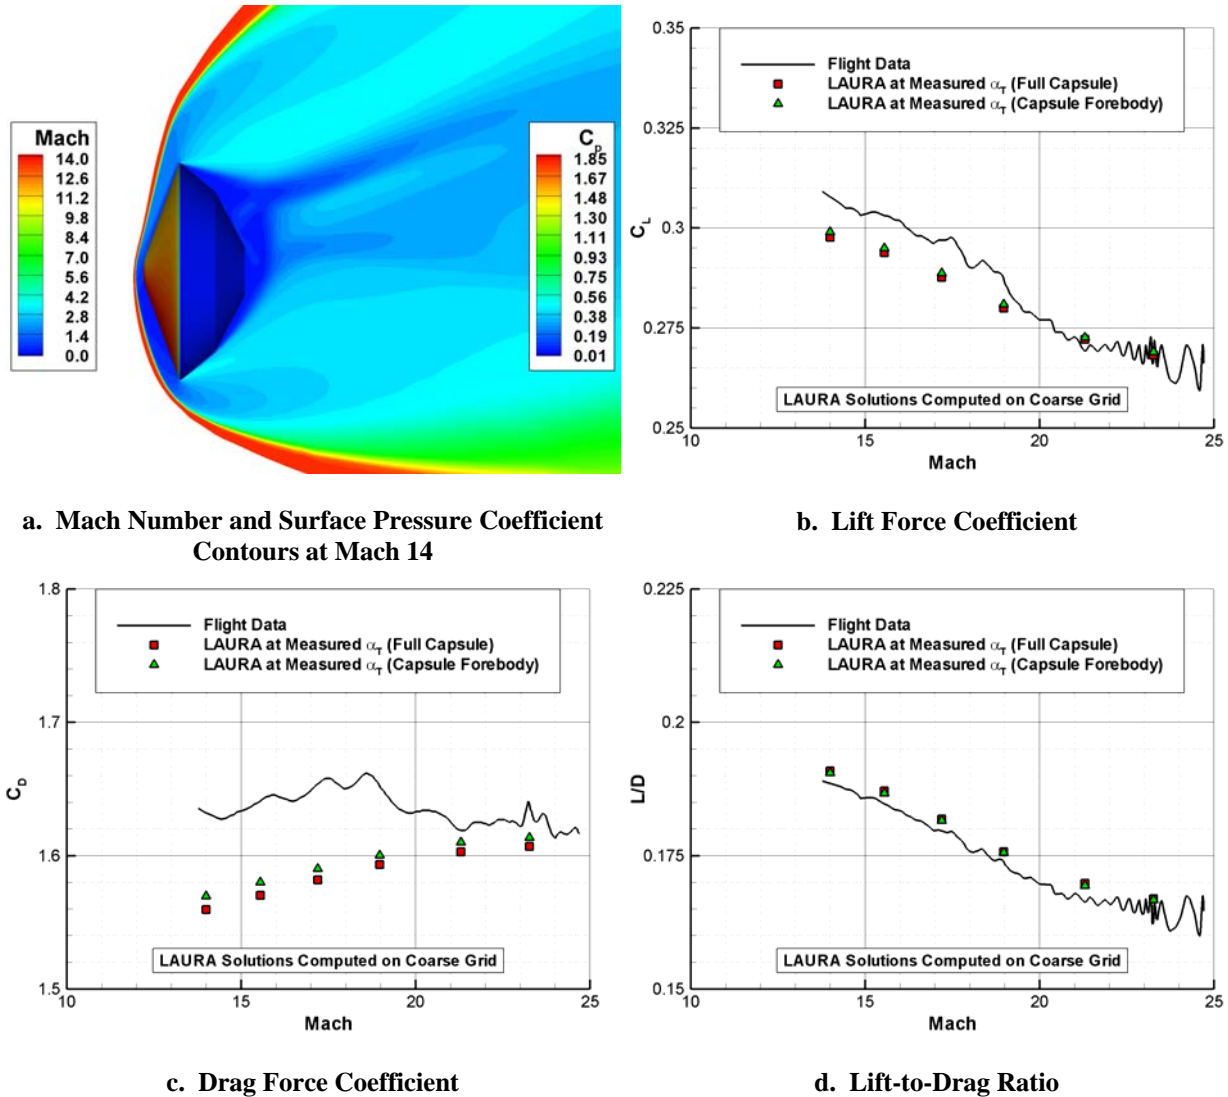 Mach
14.0
12.6
11.2
9.8
8.4
7.0
5.6
4.2
2.8
1.4
0.0
Cp
1.85
1.67
1.48
1.30
1.11
0.93
0.75
0.56
0.38
0.19
0.01
a. Mach Number and Surface Pressure Coefficient
Contours at Mach 14
0.35
0.325
0.3
0.275
0.25
CL
Flight Data
LAURA at Measured αT (Full Capsule)
LAURA at Measured αT (Capsule Forebody)
LAURA Solutions Computed on Coarse Grid
10 15 20 25
Mach
b. Lift Force Coefficient
1.8
1.7
1.6
1.5
CD
Flight Data
LAURA at Measured αT (Full Capsule)
LAURA at Measured αT (Capsule Forebody)
LAURA Solutions Computed on Coarse Grid
10 15 20 25
Mach
c. Drag Force Coefficient
0.225
0.2
0.175
0.15
L/D
Flight Data
LAURA at Measured αT (Full Capsule)
LAURA at Measured αT (Capsule Forebody)
LAURA Solutions Computed on Coarse Grid
10 15 20 25
Mach
d. Lift-to-Drag Ratio